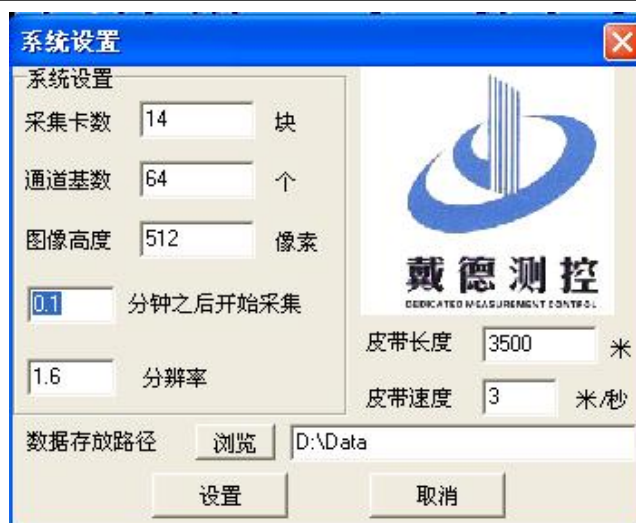 系统设置
系统设置
采集卡数 14 块
通道基数 64 个
图像高度 512 像素
0.1 分钟之后开始采集
1.6 分辨率
戴德测控
DEDICATED MEASUREMENT CONTROL
皮带长度 3500 米
皮带速度 3 米/秒
数据存放路径 浏览 D:\Data
设置 取消